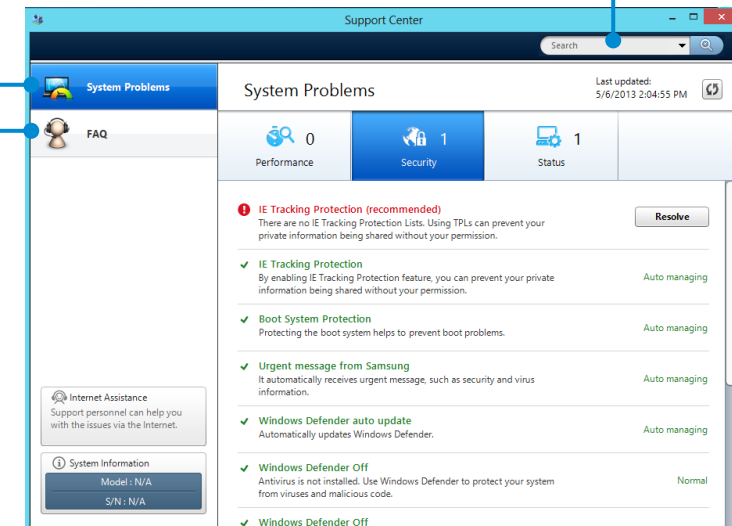 Support Center
Search
System Problems
FAQ
System Problems
Last updated:
5/6/2013 2:04:55 PM
0
Performance
1
Security
1
Status
IE Tracking Protection (recommended)
There are no IE Tracking Protection Lists. Using TPLs can prevent your
private information being shared without your permission.
Resolve
IE Tracking Protection
By enabling IE Tracking Protection feature, you can prevent your private
information being shared without your permission.
Auto managing
Boot System Protection
Protecting the boot system helps to prevent boot problems.
Auto managing
Urgent message from Samsung
It automatically receives urgent message, such as security and virus
information.
Auto managing
Windows Defender auto update
Automatically updates Windows Defender.
Auto managing
Windows Defender Off
Antivirus is not installed. Use Windows Defender to protect your system
from viruses and malicious code.
Normal
Windows Defender Off
Internet Assistance
Support personnel can help you
with the issues via the Internet.
System Information
Model : N/A
S/N : N/A